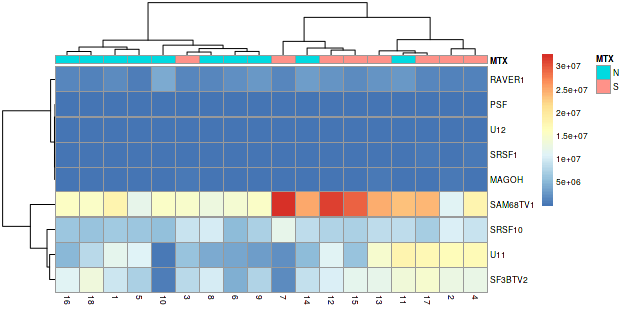 MTX
RAVER1
PSF
U12
SRSF1
MAGOH
SAM68TV1
SRSF10
U11
SF3BTV2
16 18 1 5 10 3 8 6 9 7 14 12 15 13 11 17 2 4
3e+07
2.5e+07
2e+07
1.5e+07
1e+07
5e+06
MTX
N
S